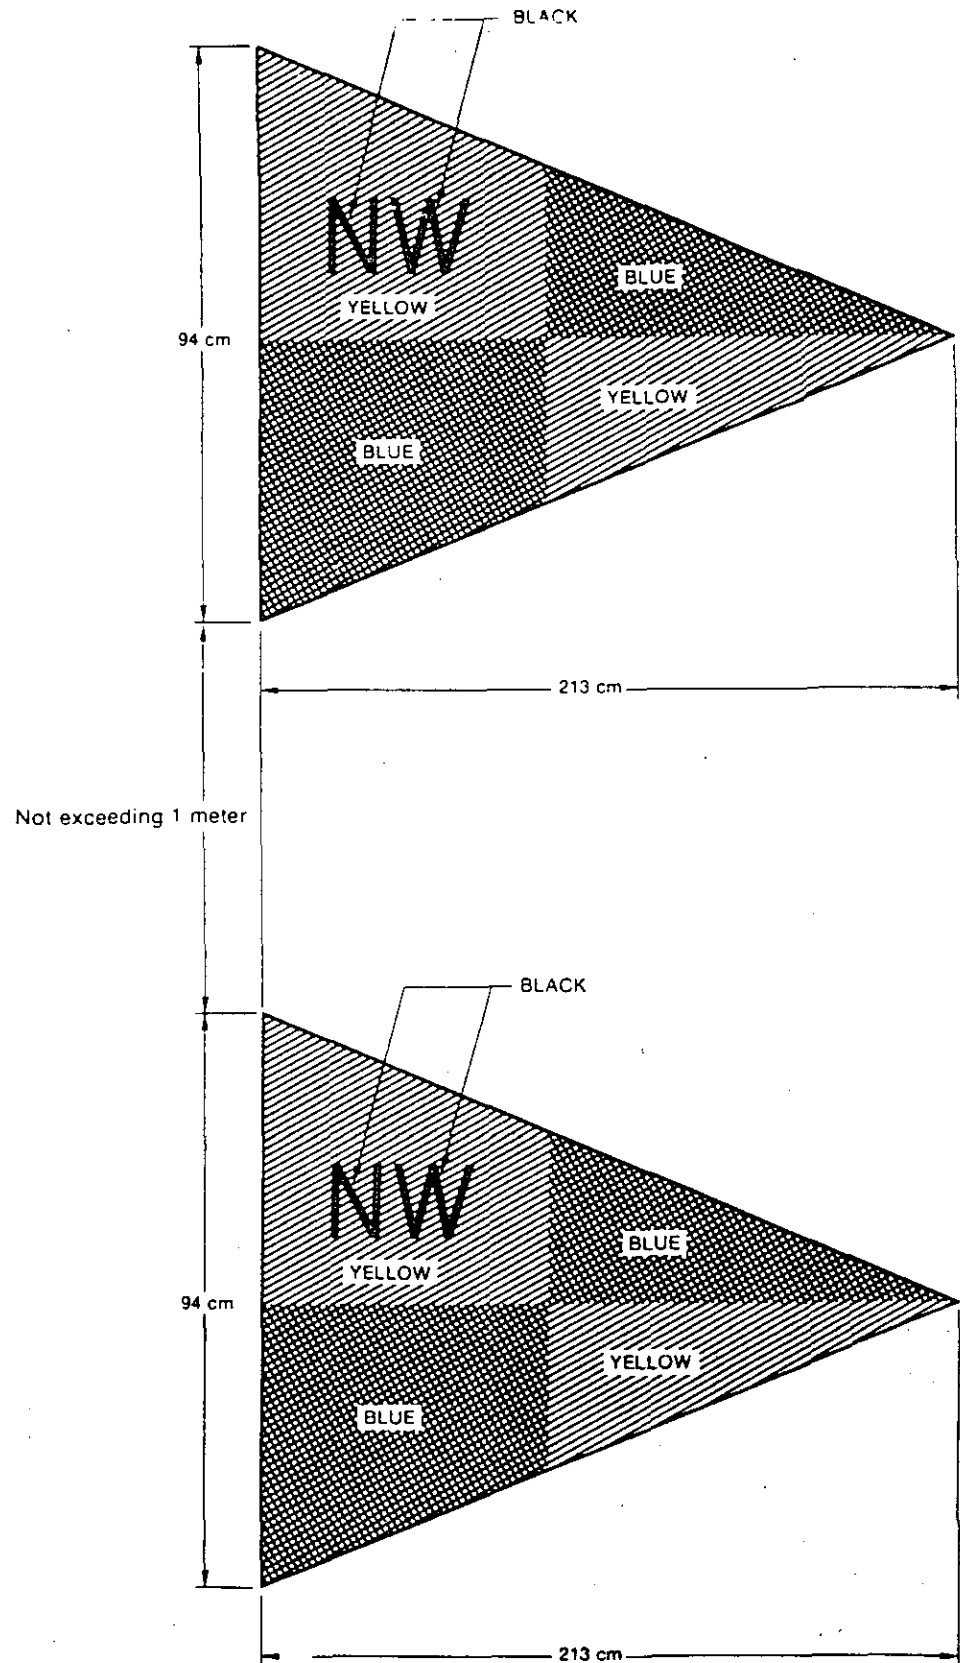 BLACK
NW
BLUE
YELLOW
94 cm
YELLOW
BLUE
213 cm
Not exceeding 1 meter
BLACK
NW
BLUE
YELLOW
94 cm
YELLOW
BLUE
213 cm